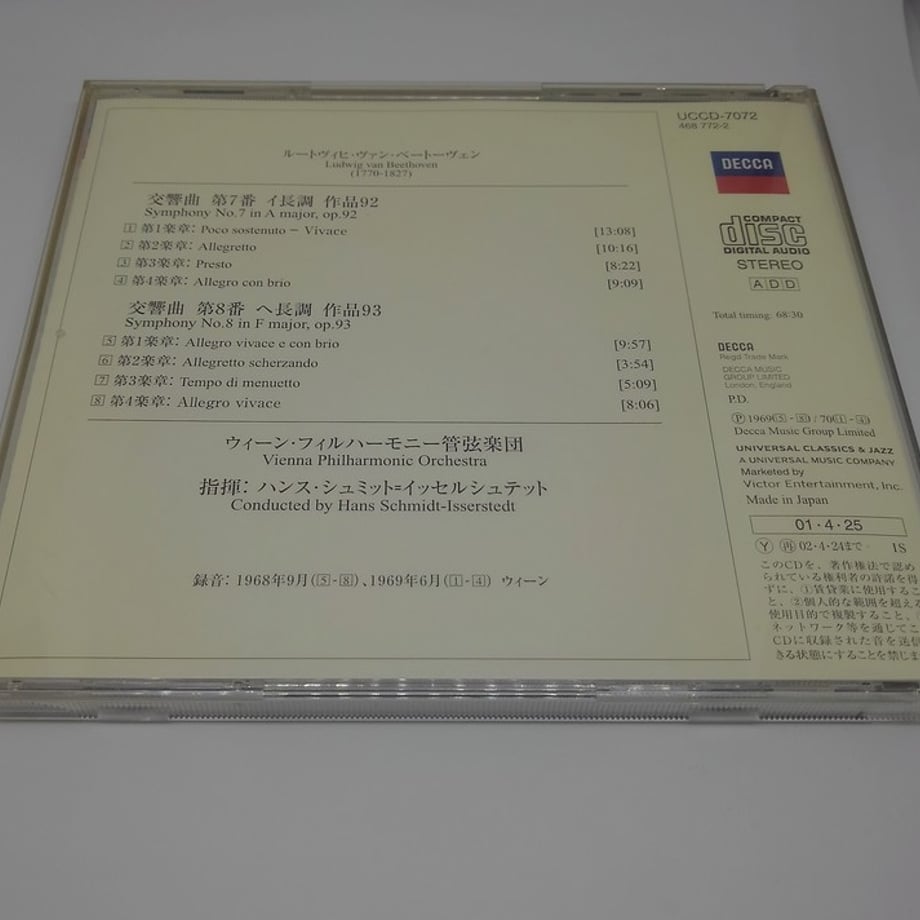 ルートヴィヒ・ヴァン・ベートーヴェン
Ludwig van Beethoven
(1770-1827)
交響曲 第7番 イ長調 作品92
Symphony No.7 in A major, op.92
1 第1楽章: Poco sostenuto – Vivace [13:08]
2 第2楽章: Allegretto [10:16]
3 第3楽章: Presto [8:22]
4 第4楽章: Allegro con brio [9:09]
交響曲 第8番 ヘ長調 作品93
Symphony No.8 in F major, op.93
5 第1楽章: Allegro vivace e con brio [9:57]
6 第2楽章: Allegretto scherzando [3:54]
7 第3楽章: Tempo di menuetto [5:09]
8 第4楽章: Allegro vivace [8:06]
ウィーン・フィルハーモニー管弦楽団
Vienna Philharmonic Orchestra
指揮: ハンス・シュミット=イッセルシュテット
Conducted by Hans Schmidt-Isserstedt
録音: 1968年9月(5-8)、1969年6月(1-4) ウィーン
UCCD-7072
468 772-2
DECCA
COMPACT
disc
DIGITAL AUDIO
STEREO
ADD
Total timing: 68:30
DECCA
Regd Trade Mark
DECCA MUSIC
GROUP LIMITED
London, England
P.D.
Ⓟ 1969(5-8) / 70(1-4)
Decca Music Group Limited
UNIVERSAL CLASSICS & JAZZ
A UNIVERSAL MUSIC COMPANY
Marketed by
Victor Entertainment, Inc.
Made in Japan
01・4・25
Ⓨ 再 02・4・24まで 1S
このCDを、著作権法で認め
られている権利者の許諾を得
ずに、①賃貸業に使用するこ
と、②個人的な範囲を超える
使用目的で複製すること、
ネットワーク等を通じてこ
CDに収録された音を送信
きる状態にすることを禁じま